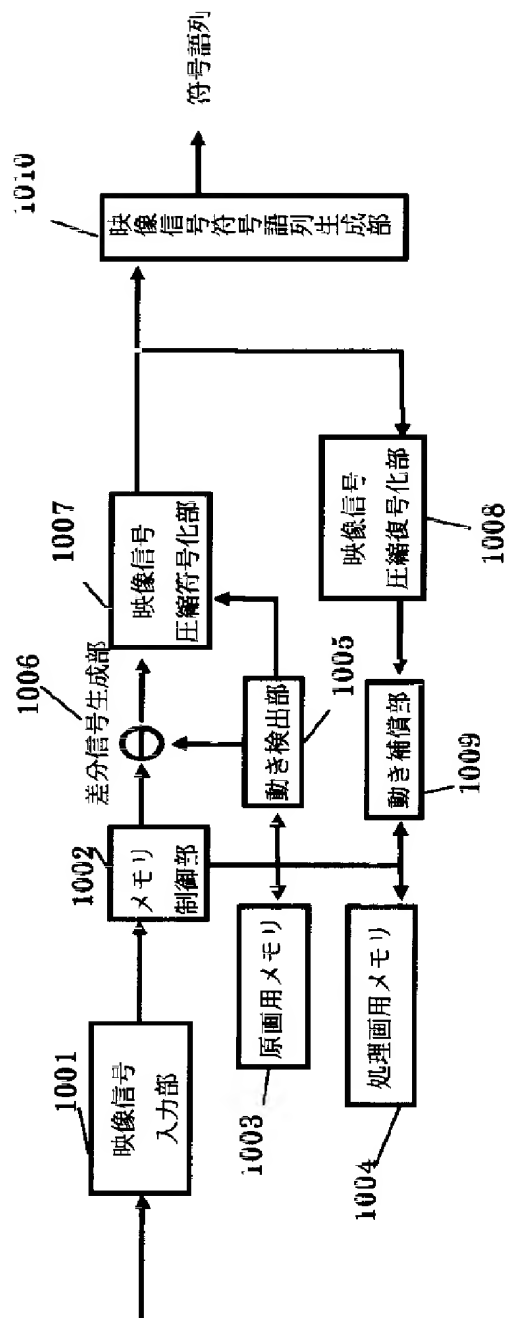 1001
映像信号
入力部
1002
メモリ
制御部
1003
原画用メモリ
1004
処理画用メモリ
1005
動き検出部
1006
差分信号生成部
1007
映像信号
圧縮符号化部
1008
映像信号
圧縮復号化部
1009
動き補償部
1010
映像信号符号語列生成部
符号語列